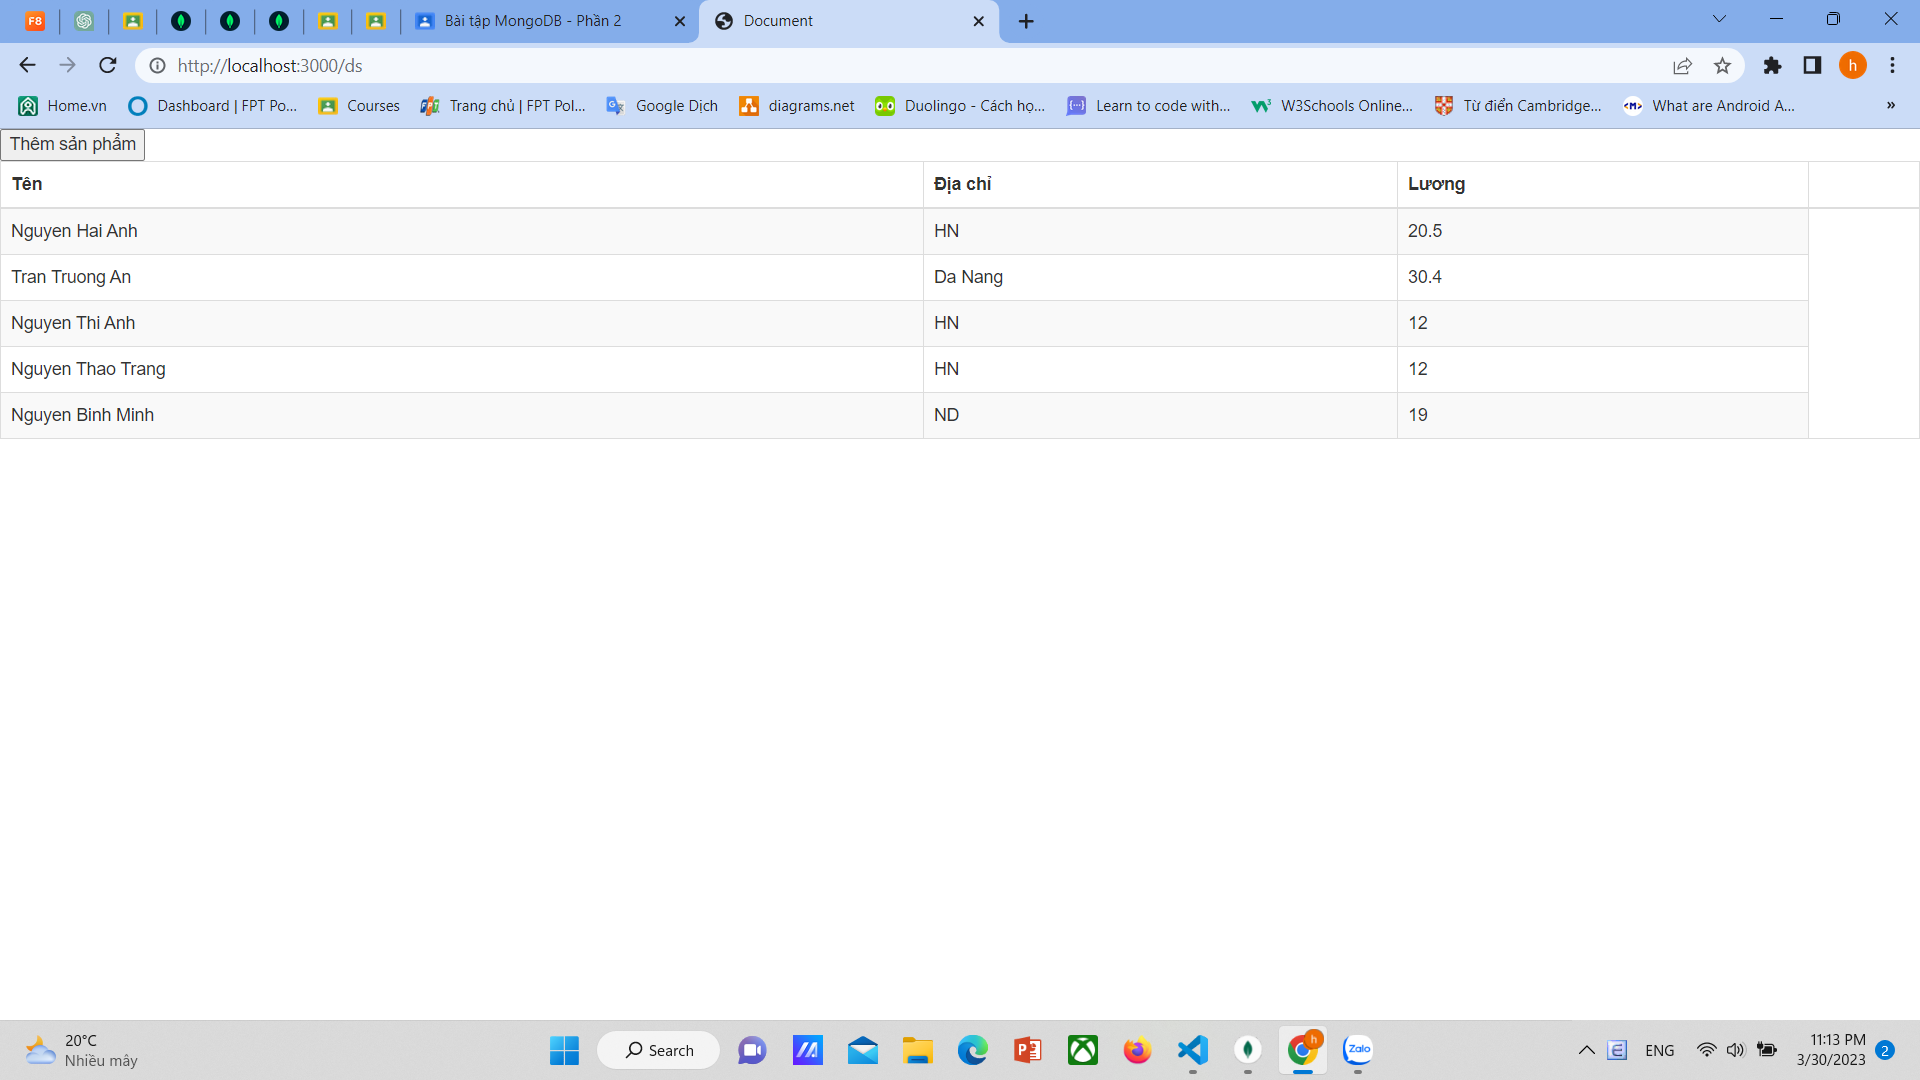 F8
Bài tập MongoDB - Phần 2
Document
http://localhost:3000/ds
h
Home.vn
Dashboard | FPT Po...
Courses
Trang chủ | FPT Pol...
Google Dịch
diagrams.net
Duolingo - Cách họ...
Learn to code with...
W3Schools Online...
Từ điển Cambridge...
What are Android A...
»
Thêm sản phẩm
Tên Địa chỉ Lương
Nguyen Hai Anh HN 20.5
Tran Truong An Da Nang 30.4
Nguyen Thi Anh HN 12
Nguyen Thao Trang HN 12
Nguyen Binh Minh ND 19
20°C
Nhiều mây
Search
h
Zalo
ENG
11:13 PM
3/30/2023
2